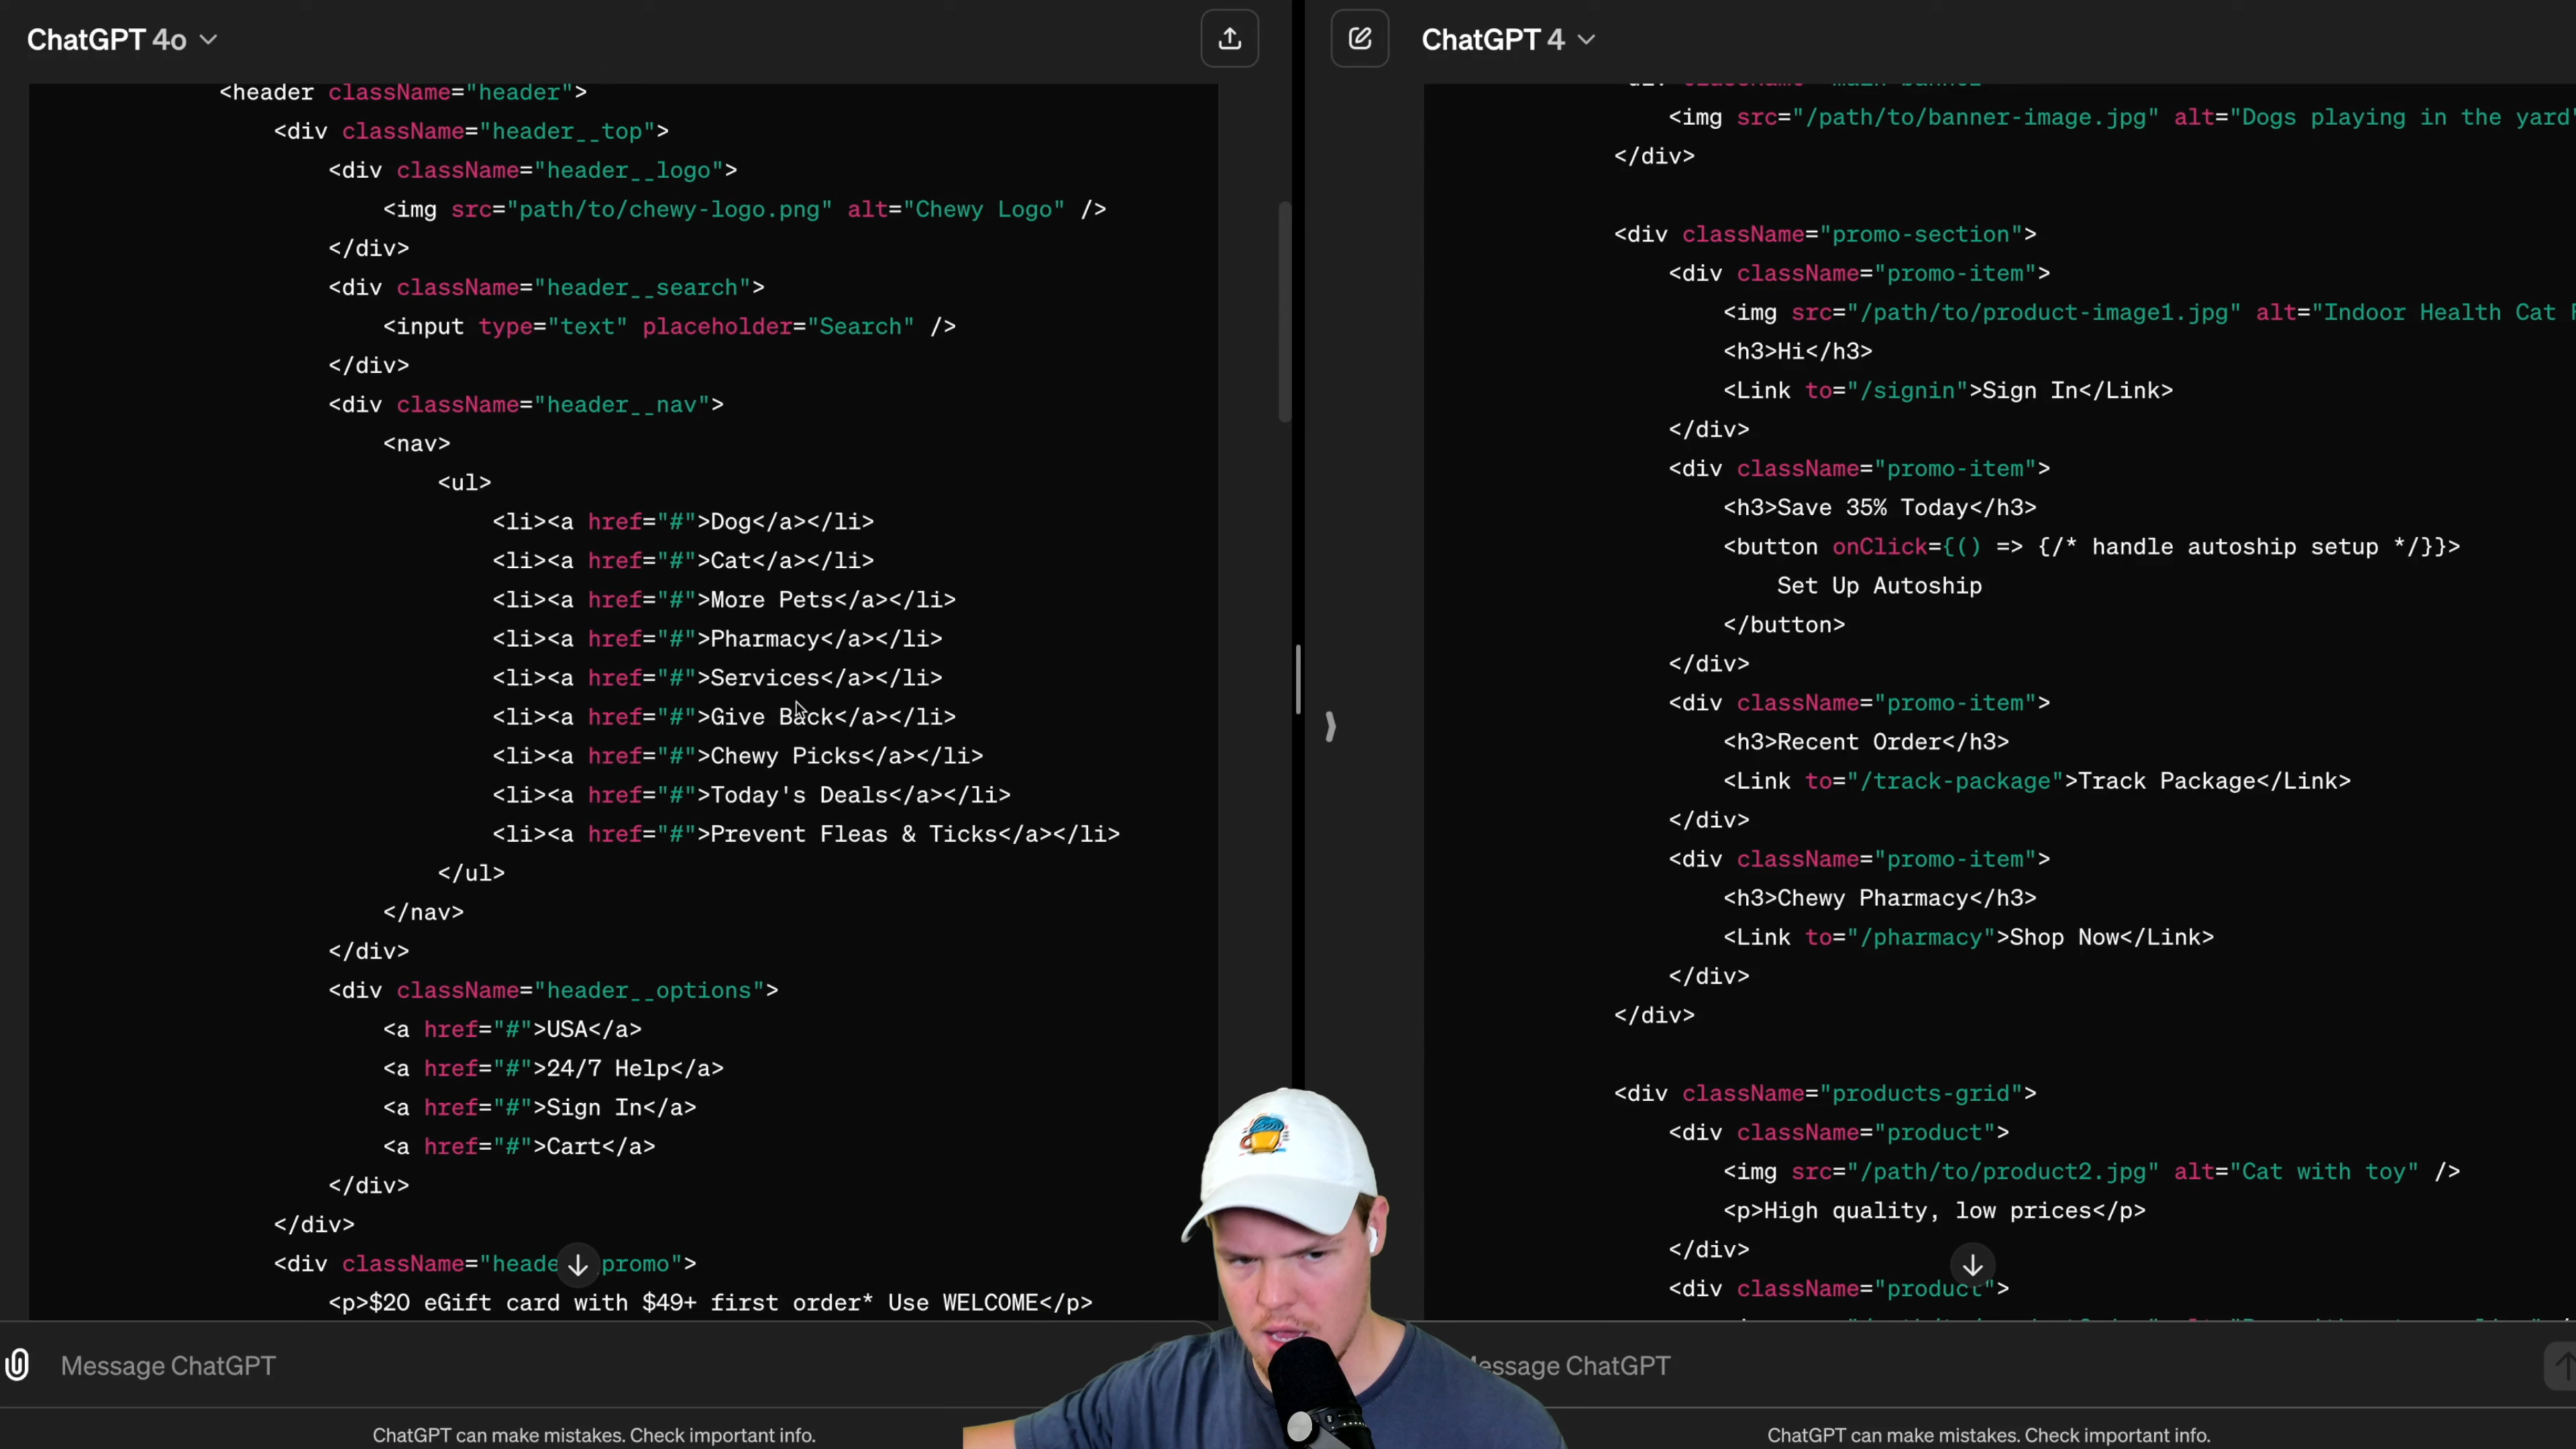 ChatGPT 4o
<header className="header">
<div className="header__top">
<div className="header__logo">
<img src="path/to/chewy-logo.png" alt="Chewy Logo" />
</div>
<div className="header__search">
<input type="text" placeholder="Search" />
</div>
<div className="header__nav">
<nav>
<ul>
<li><a href="#">Dog</a></li>
<li><a href="#">Cat</a></li>
<li><a href="#">More Pets</a></li>
<li><a href="#">Pharmacy</a></li>
<li><a href="#">Services</a></li>
<li><a href="#">Give Back</a></li>
<li><a href="#">Chewy Picks</a></li>
<li><a href="#">Today's Deals</a></li>
<li><a href="#">Prevent Fleas & Ticks</a></li>
</ul>
</nav>
</div>
<div className="header__options">
<a href="#">USA</a>
<a href="#">24/7 Help</a>
<a href="#">Sign In</a>
<a href="#">Cart</a>
</div>
</div>
<div className="heade promo">
<p>$20 eGift card with $49+ first order* Use WELCOME</p>
Message ChatGPT
ChatGPT can make mistakes. Check important info.
ChatGPT 4
<img src="/path/to/banner-image.jpg" alt="Dogs playing in the yard"
</div>
<div className="promo-section">
<div className="promo-item">
<img src="/path/to/product-image1.jpg" alt="Indoor Health Cat
<h3>Hi</h3>
<Link to="/signin">Sign In</Link>
</div>
<div className="promo-item">
<h3>Save 35% Today</h3>
<button onClick={() => {/* handle autoship setup */}}>
Set Up Autoship
</button>
</div>
<div className="promo-item">
<h3>Recent Order</h3>
<Link to="/track-package">Track Package</Link>
</div>
<div className="promo-item">
<h3>Chewy Pharmacy</h3>
<Link to="/pharmacy">Shop Now</Link>
</div>
</div>
<div className="products-grid">
<div className="product">
<img src="/path/to/product2.jpg" alt="Cat with toy" />
<p>High quality, low prices</p>
</div>
<div className="product">
essage ChatGPT
ChatGPT can make mistakes. Check important info.